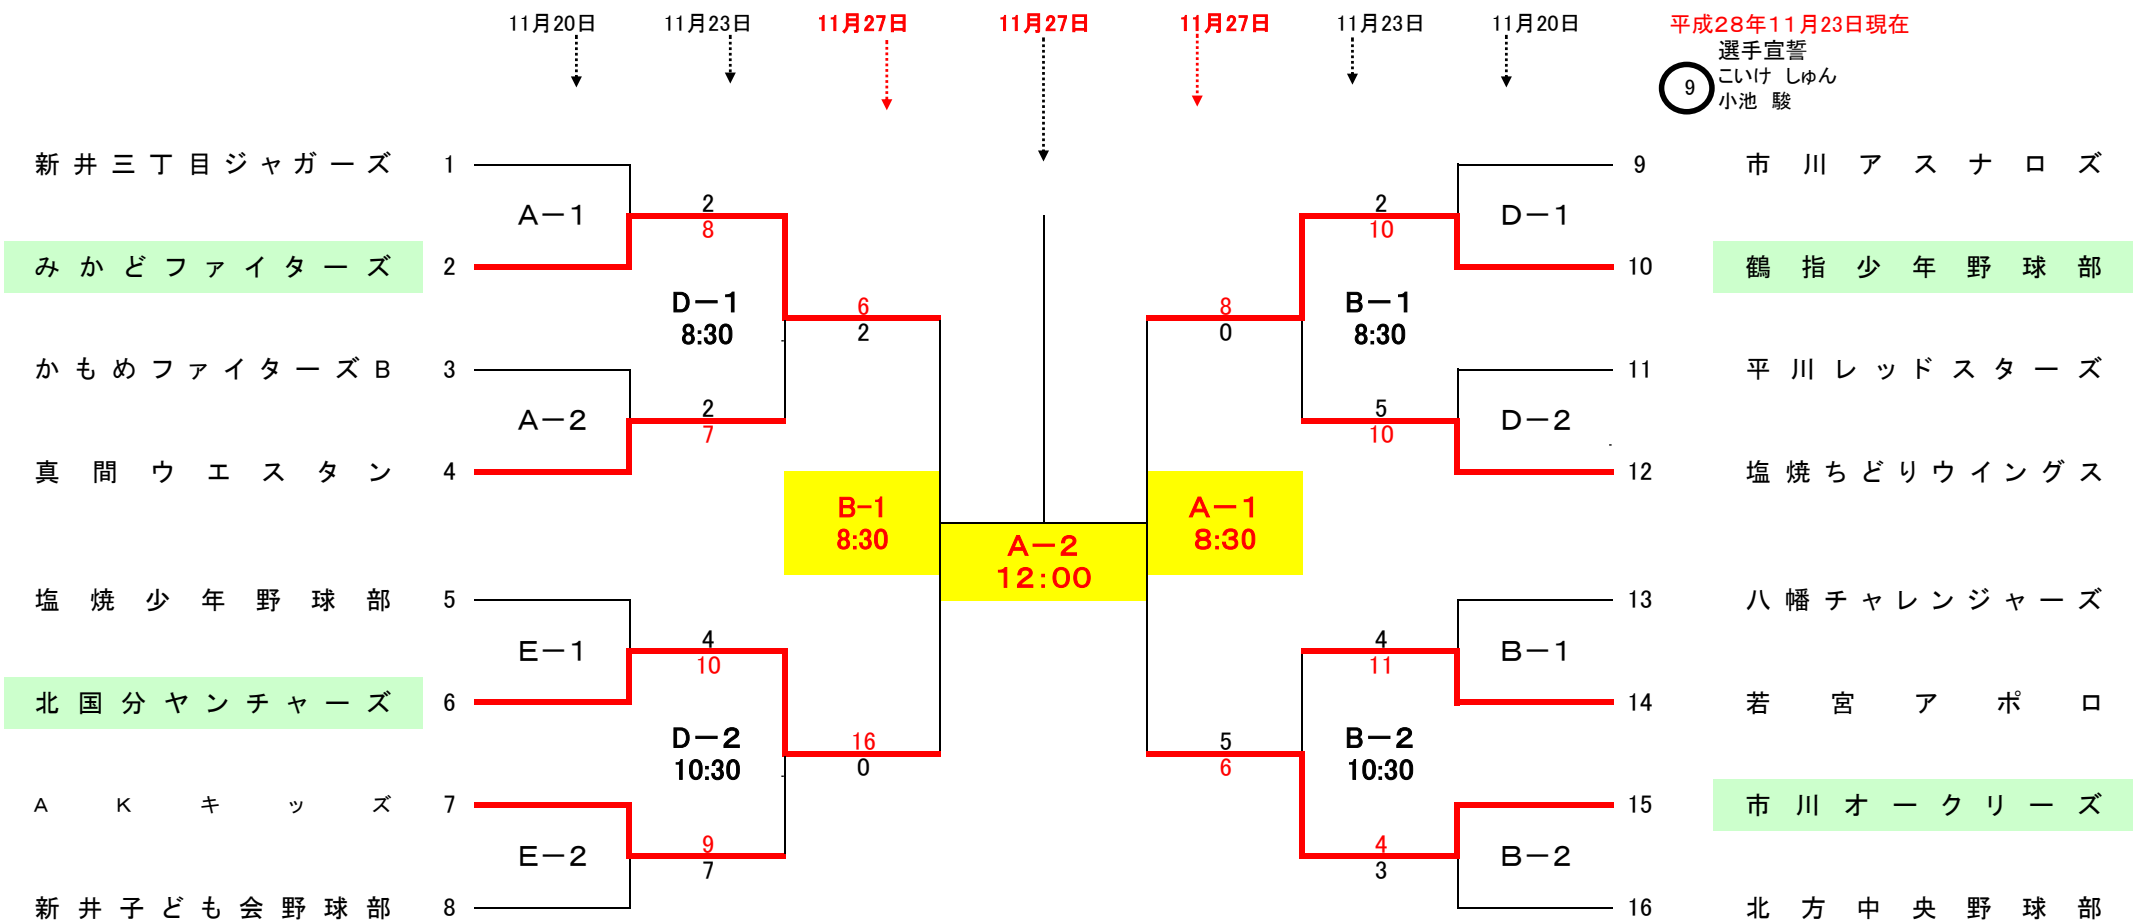 11月20日 11月23日 11月27日 11月27日 11月27日 11月23日 11月20日 平成28年11月23日現在
選手宣誓
9 こいけ しゅん
小池 駿
新井三丁目ジャガーズ 1 9 市川アスナロズ
2 2
A－1 D－1
8 10
みかどファイターズ 2 10 鶴指少年野球部
D－1 B－1
6 8
8:30 8:30
2 0
かもめファイターズB 3 11 平川レッドスターズ
2 5
A－2 D－2
7 10
真間ウエスタン 4 12 塩焼ちどりウイングス
B-1 A－1
8:30 8:30
A－2
12:00
塩焼少年野球部 5 13 八幡チャレンジャーズ
4 4
E－1 B－1
10 11
北国分ヤンチャーズ 6 14 若宮アポロ
D－2 B－2
16 5
10:30 10:30
0 6
AKキッズ 7 15 市川オークリーズ
9 4
E－2 B－2
7 3
新井子ども会野球部 8 16 北方中央野球部